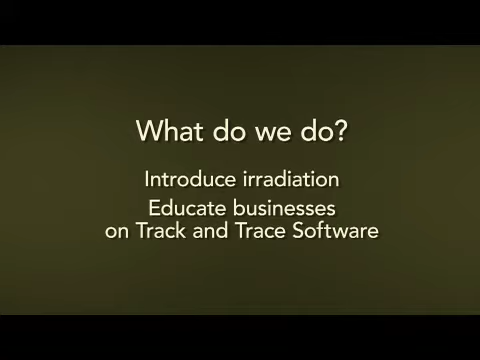 What do we do?
Introduce irradiation
Educate businesses
on Track and Trace Software